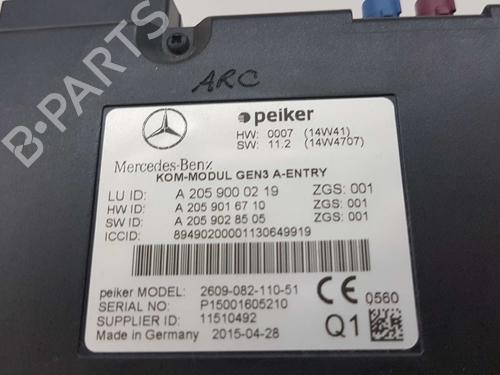 B-PARTS
ARC
peiker
HW: 0007 (14W41)
SW: 11.2 (14W4707)
Mercedes-Benz
KOM-MODUL GEN3 A-ENTRY
LU ID: A 205 900 02 19 ZGS: 001
HW ID: A 205 901 67 10 ZGS: 001
SW ID: A 205 902 85 05 ZGS: 001
ICCID: 89490200001130649919
peiker MODEL: 2609-082-110-51
SERIAL NO: P15001605210
SUPPLIER ID: 11510492
Made in Germany 2015-04-28
CE 0560
Q1